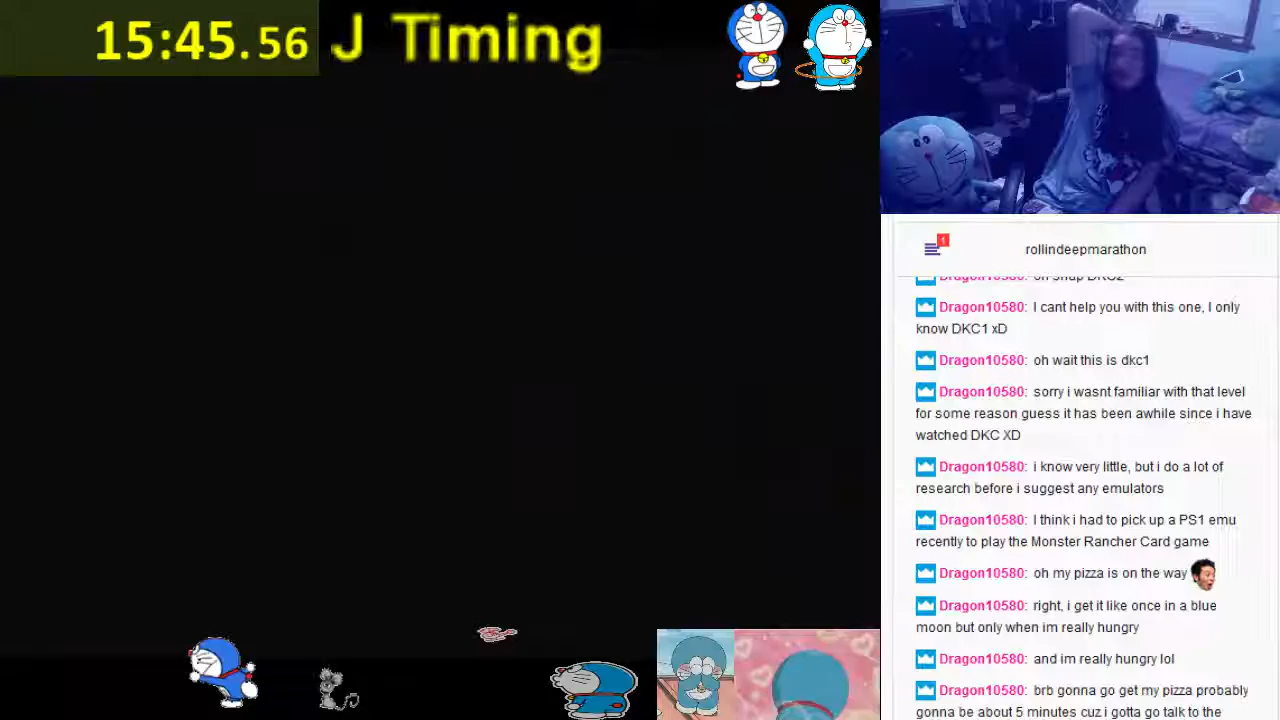 15:45.56 J Timing
1
rollindeepmarathon
Dragon10580: oh snap DKC2
Dragon10580: I cant help you with this one, I only
know DKC1 xD
Dragon10580: oh wait this is dkc1
Dragon10580: sorry i wasnt familiar with that level
for some reason guess it has been awhile since i have
watched DKC XD
Dragon10580: i know very little, but i do a lot of
research before i suggest any emulators
Dragon10580: I think i had to pick up a PS1 emu
recently to play the Monster Rancher Card game
Dragon10580: oh my pizza is on the way
Dragon10580: right, i get it like once in a blue
moon but only when im really hungry
Dragon10580: and im really hungry lol
Dragon10580: brb gonna go get my pizza probably
gonna be about 5 minutes cuz i gotta go talk to the